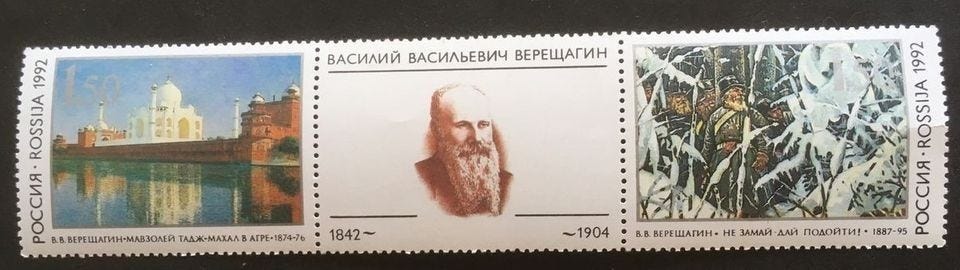 РОССИЯ · ROSSIJA 1992
1.50
В.В. ВЕРЕЩАГИН · МАВЗОЛЕЙ ТАДЖ-МАХАЛ В АГРЕ · 1874-76
ВАСИЛИЙ ВАСИЛЬЕВИЧ ВЕРЕЩАГИН
1842~ ~1904
В.В. ВЕРЕЩАГИН · НЕ ЗАМАЙ-ДАЙ ПОДОЙТИ! · 1887-95
РОССИЯ · ROSSIJA 1992